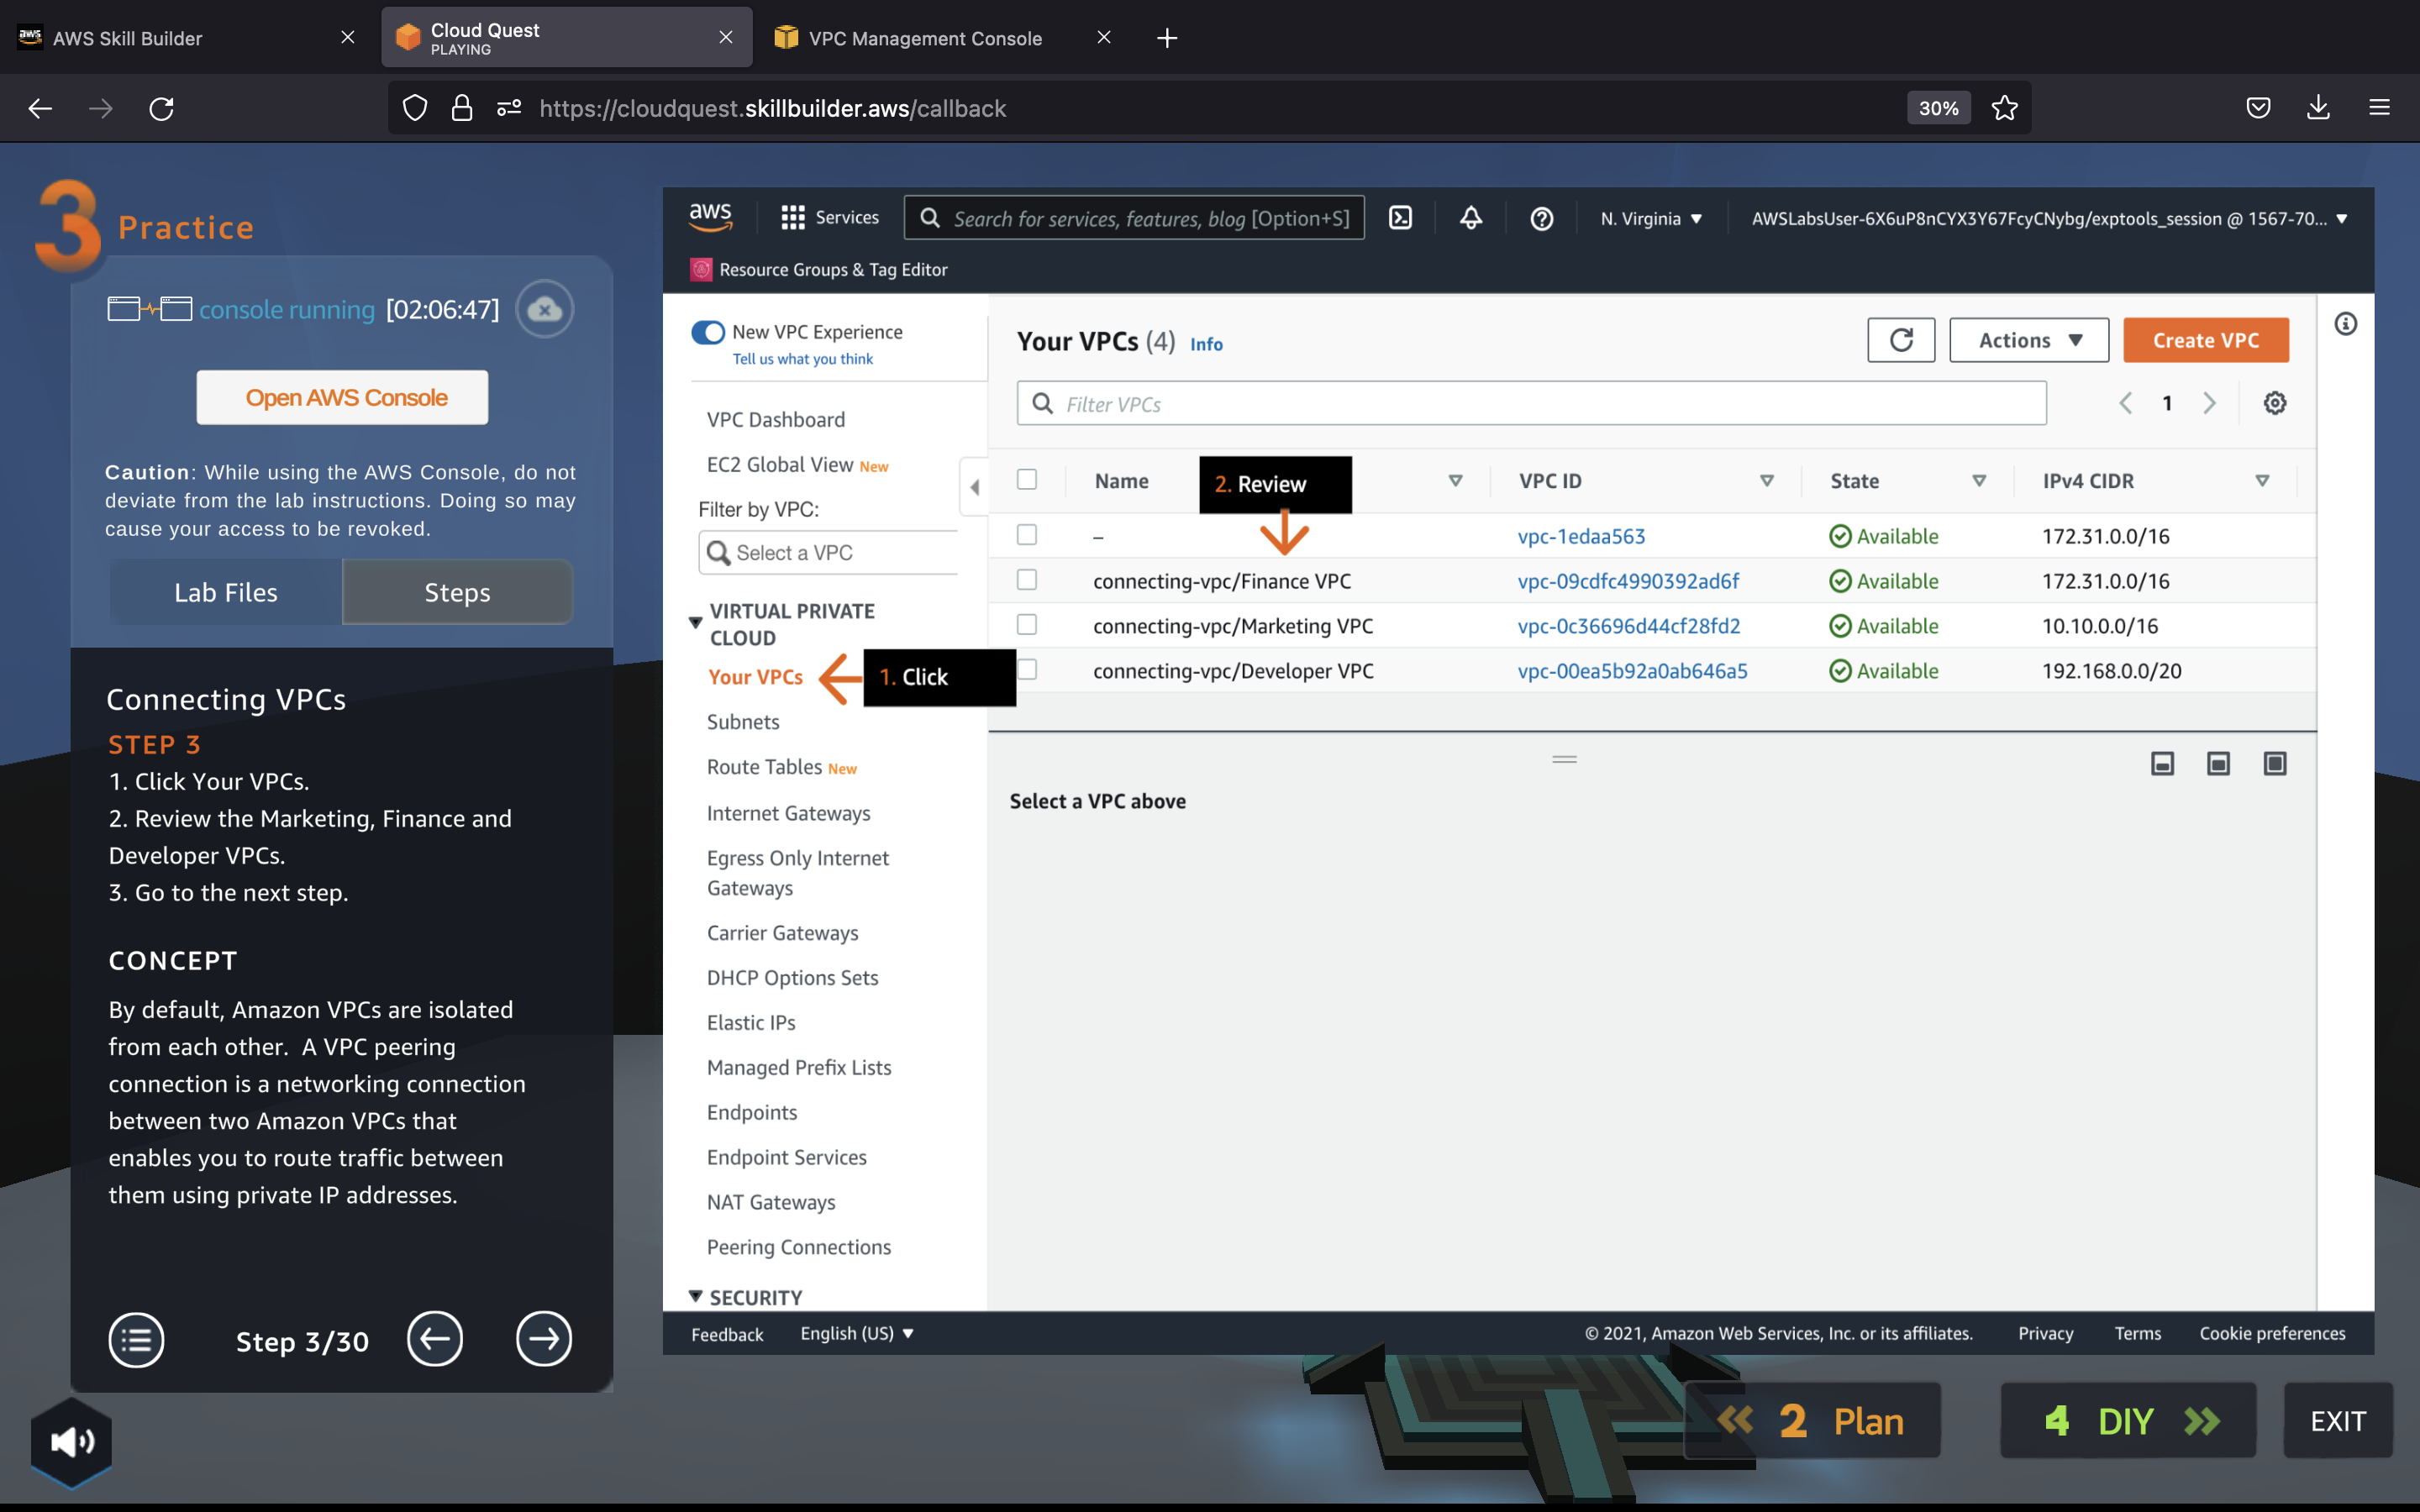 AWS Skill Builder
Cloud Quest
PLAYING
VPC Management Console
https://cloudquest.skillbuilder.aws/callback
30%
3 Practice
console running [02:06:47]
Open AWS Console
Caution: While using the AWS Console, do not
deviate from the lab instructions. Doing so may
cause your access to be revoked.
Lab Files
Steps
Connecting VPCs
STEP 3
1. Click Your VPCs.
2. Review the Marketing, Finance and
Developer VPCs.
3. Go to the next step.
CONCEPT
By default, Amazon VPCs are isolated
from each other. A VPC peering
connection is a networking connection
between two Amazon VPCs that
enables you to route traffic between
them using private IP addresses.
Step 3/30
aws
Services
Search for services, features, blog [Option+S]
N. Virginia
AWSLabsUser-6X6uP8nCYX3Y67FcyCNybg/exptools_session @ 1567-70...
Resource Groups & Tag Editor
New VPC Experience
Tell us what you think
VPC Dashboard
EC2 Global View New
Filter by VPC:
Select a VPC
VIRTUAL PRIVATE
CLOUD
Your VPCs
1. Click
Subnets
Route Tables New
Internet Gateways
Egress Only Internet
Gateways
Carrier Gateways
DHCP Options Sets
Elastic IPs
Managed Prefix Lists
Endpoints
Endpoint Services
NAT Gateways
Peering Connections
SECURITY
Your VPCs (4) Info
Actions
Create VPC
Filter VPCs
1
Name
2. Review
VPC ID
State
IPv4 CIDR
– vpc-1edaa563 Available 172.31.0.0/16
connecting-vpc/Finance VPC vpc-09cdfc4990392ad6f Available 172.31.0.0/16
connecting-vpc/Marketing VPC vpc-0c36696d44cf28fd2 Available 10.10.0.0/16
connecting-vpc/Developer VPC vpc-00ea5b92a0ab646a5 Available 192.168.0.0/20
Select a VPC above
Feedback
English (US)
© 2021, Amazon Web Services, Inc. or its affiliates.
Privacy
Terms
Cookie preferences
2 Plan
4 DIY
EXIT